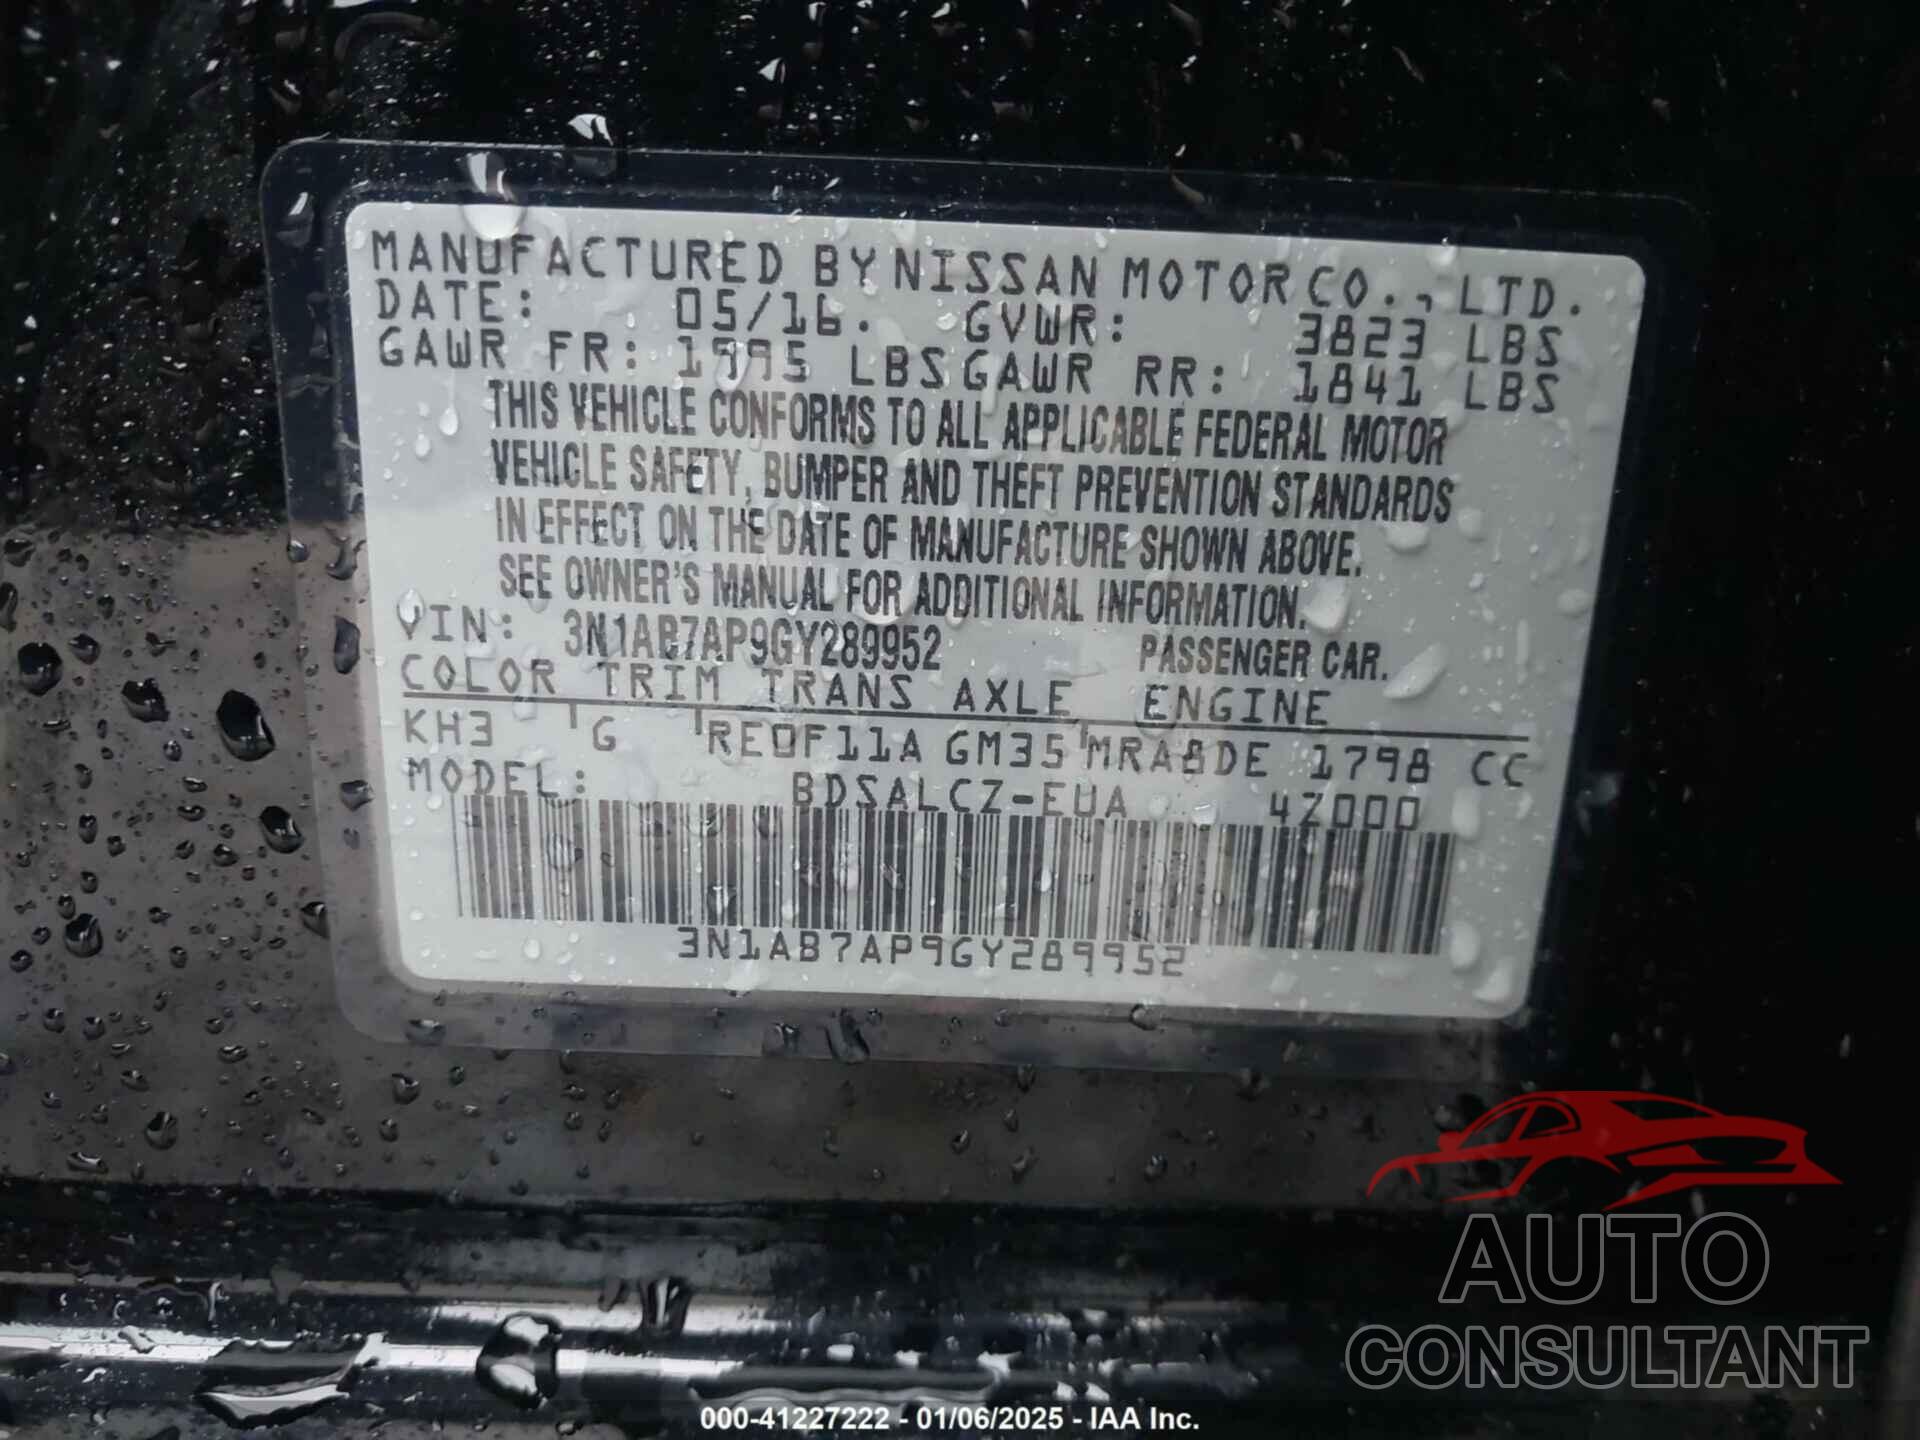 MANUFACTURED BY NISSAN MOTOR CO., LTD.
DATE: 05/16. GVWR: 3823 LBS
GAWR FR: 1995 LBS GAWR RR: 1841 LBS
THIS VEHICLE CONFORMS TO ALL APPLICABLE FEDERAL MOTOR
VEHICLE SAFETY, BUMPER AND THEFT PREVENTION STANDARDS
IN EFFECT ON THE DATE OF MANUFACTURE SHOWN ABOVE.
SEE OWNER'S MANUAL FOR ADDITIONAL INFORMATION.
VIN: 3N1AB7AP9GY289952 PASSENGER CAR.
COLOR TRIM TRANS AXLE ENGINE
KH3 G RE0F11A GM35 MRA8DE 1798 CC
MODEL: BDSALCZ-EUA 4Z000
3N1AB7AP9GY289952
AUTO
CONSULTANT
000-41227222 - 01/06/2025 - IAA Inc.